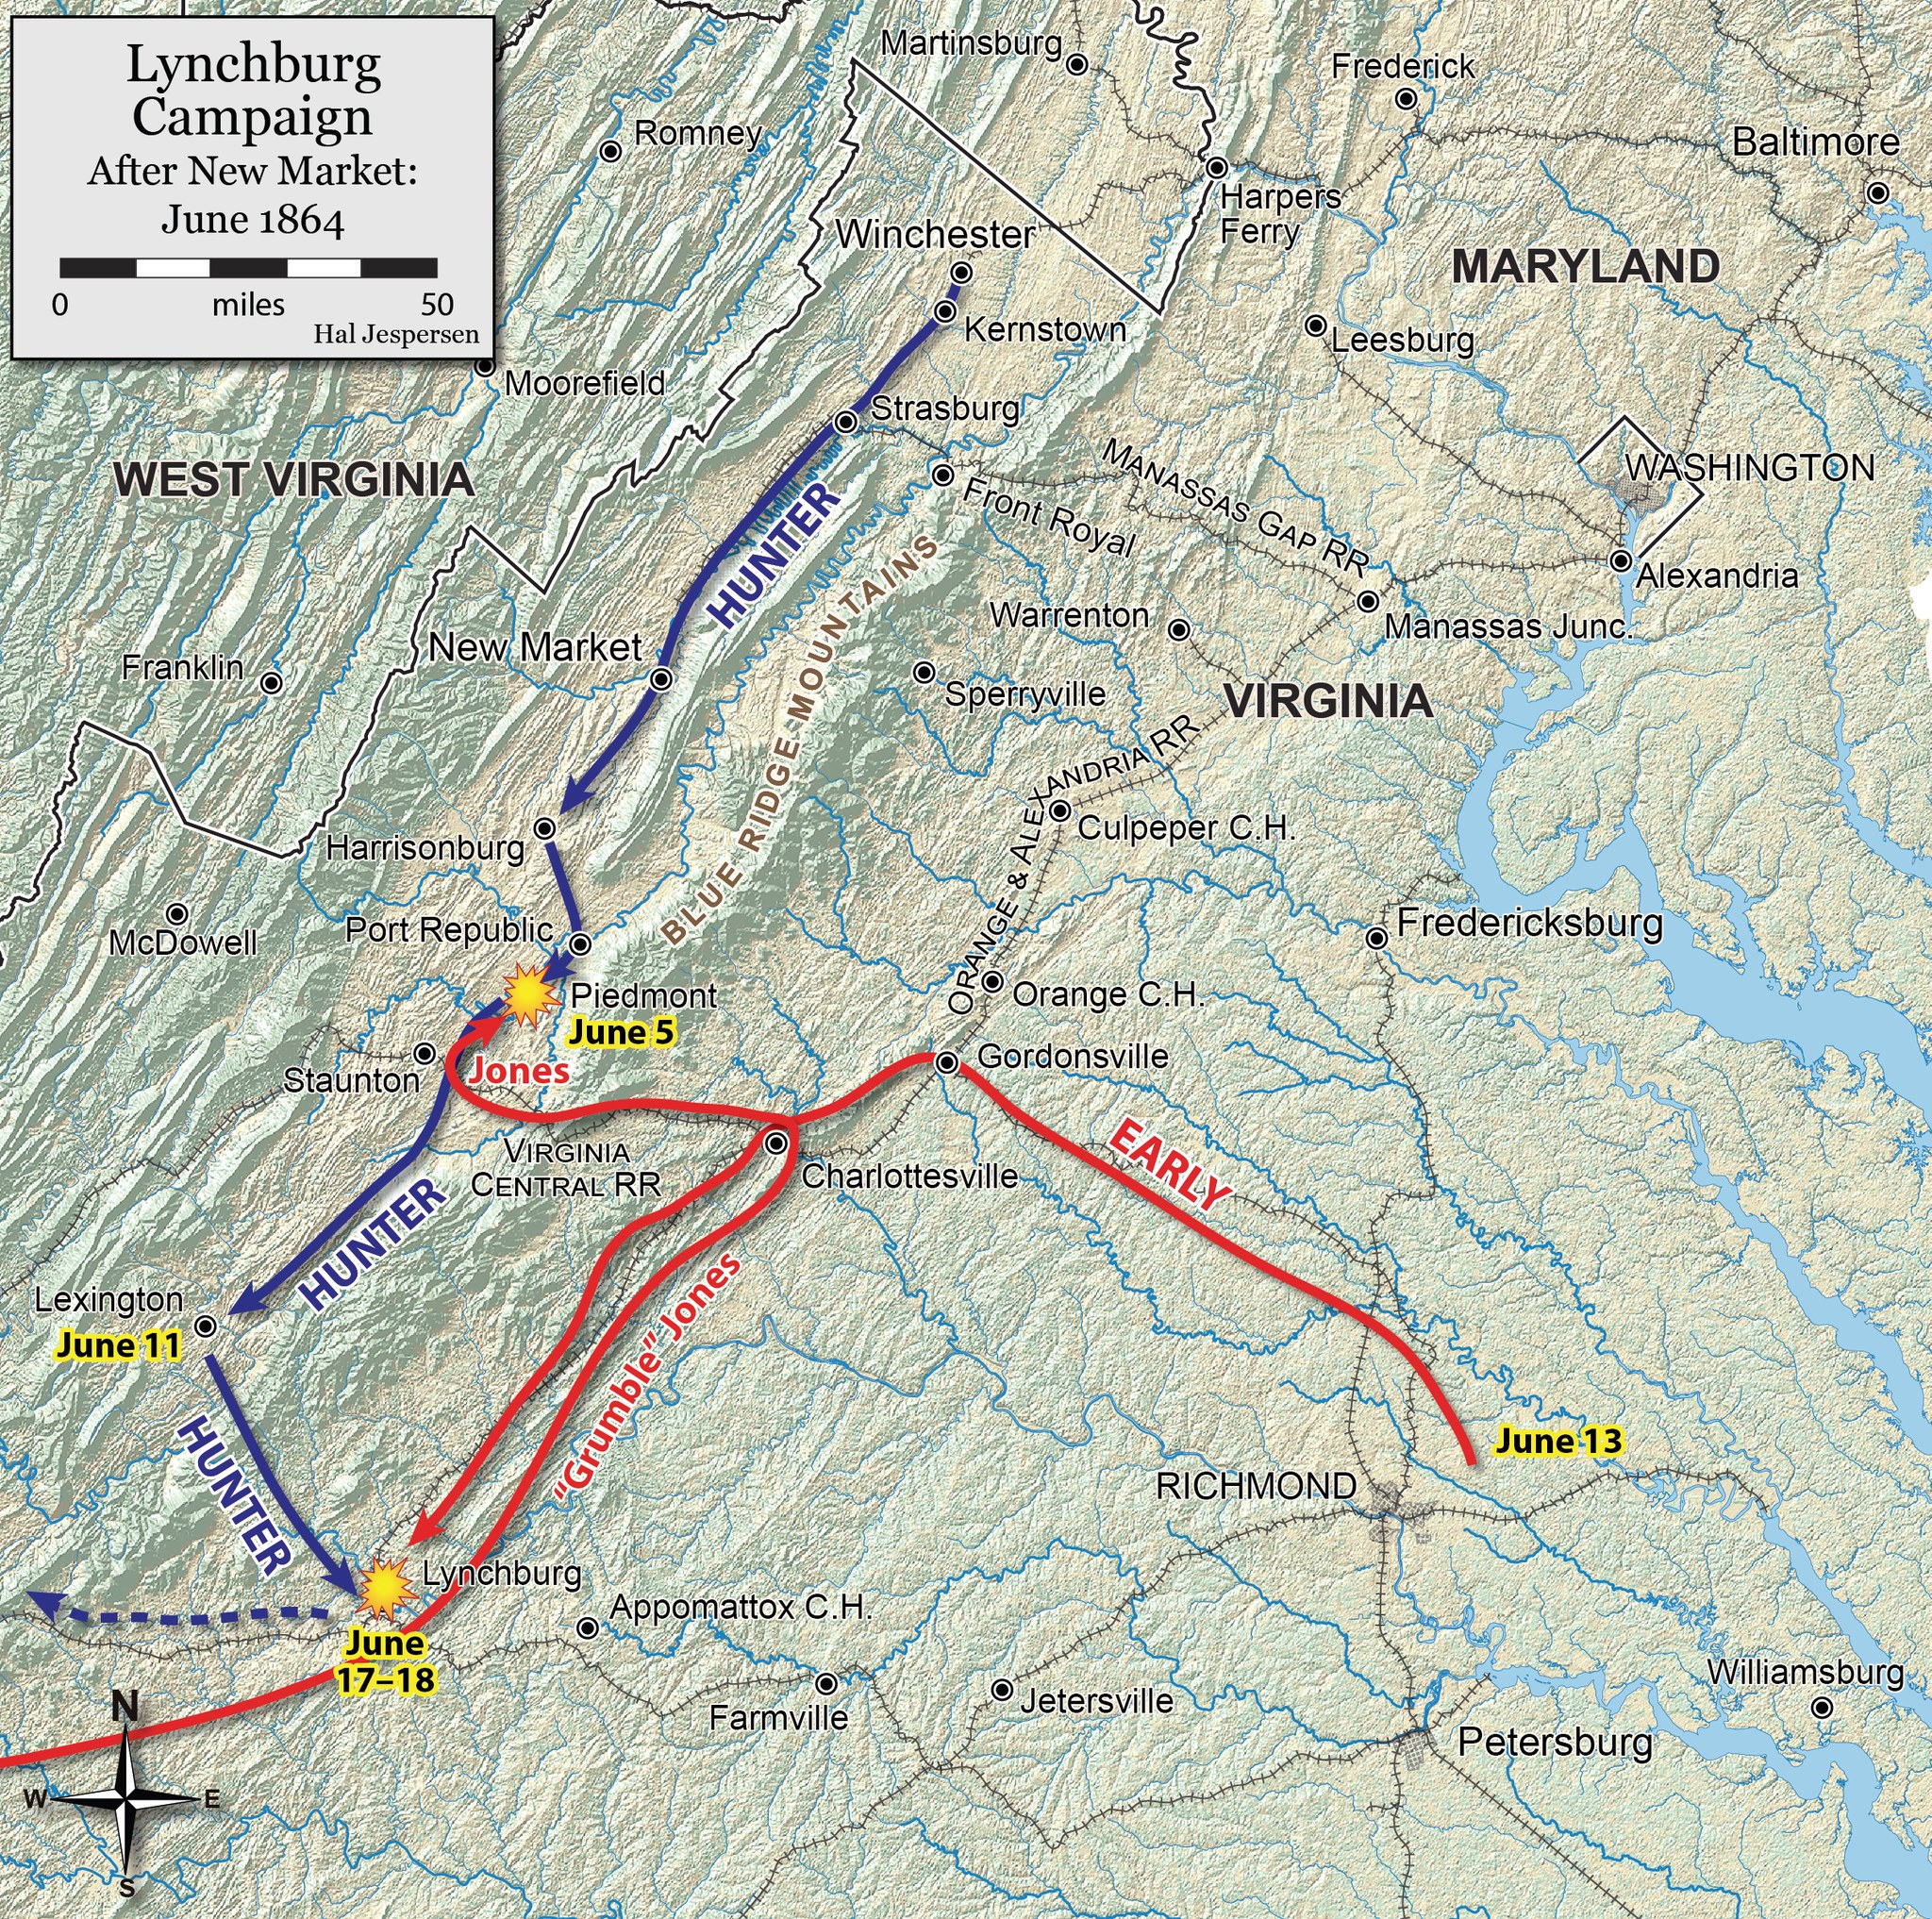 Lynchburg
Campaign
After New Market:
June 1864
0 miles 50
Hal Jespersen
Martinsburg
Frederick
Romney
Baltimore
Harpers
Ferry
Winchester
MARYLAND
Kernstown
Leesburg
Moorefield
Strasburg
WEST VIRGINIA
MANASSAS GAP RR
WASHINGTON
Front Royal
HUNTER
Alexandria
BLUE RIDGE MOUNTAINS
Warrenton
Manassas Junc.
New Market
Franklin
Sperryville
VIRGINIA
ORANGE & ALEXANDRIA RR
Culpeper C.H.
Harrisonburg
McDowell
Port Republic
Fredericksburg
Piedmont
June 5
Orange C.H.
Gordonsville
Staunton
Jones
VIRGINIA
CENTRAL RR
Charlottesville
EARLY
HUNTER
Lexington
June 11
"Grumble" Jones
June 13
HUNTER
RICHMOND
Lynchburg
Appomattox C.H.
June
17–18
Williamsburg
Farmville
Jetersville
Petersburg
N
W E
S